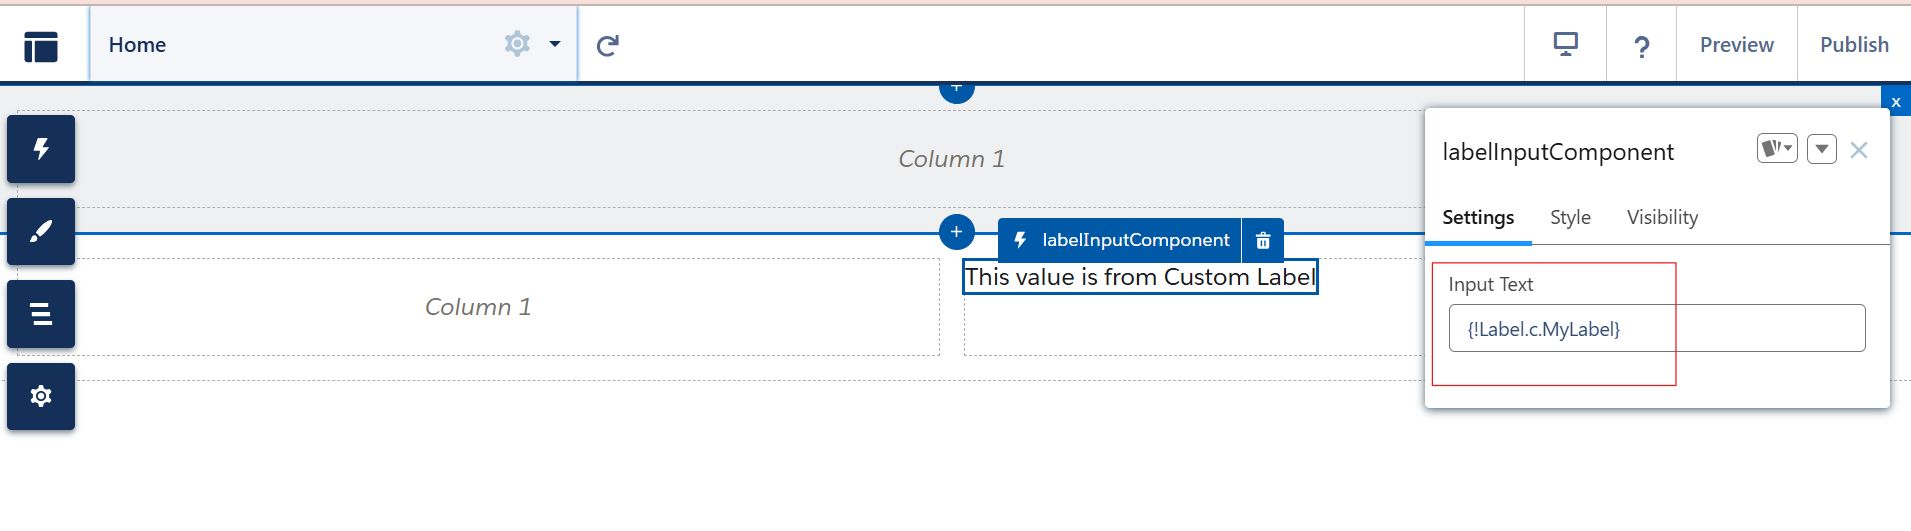 Home
?
Preview
Publish
+
x
Column 1
labelInputComponent
Settings
Style
Visibility
+
labelInputComponent
This value is from Custom Label
Column 1
Input Text
{!Label.c.MyLabel}